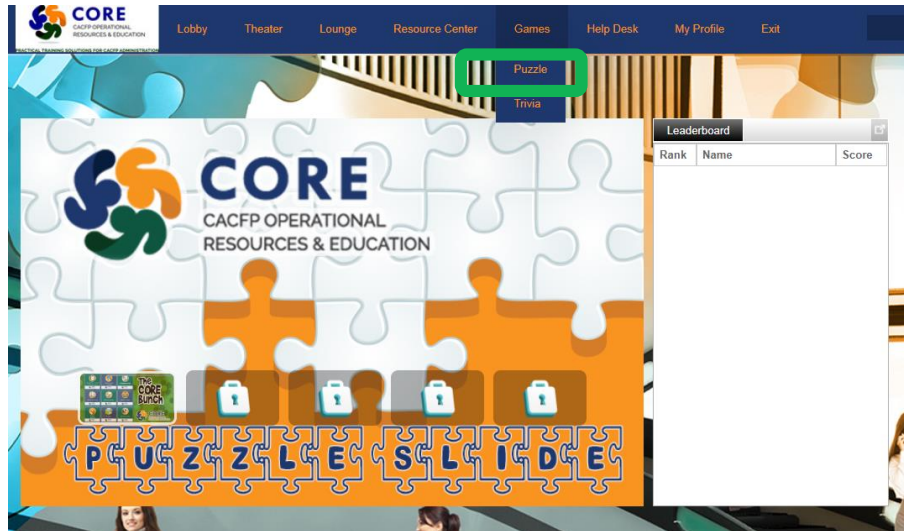 CORE
CACFP OPERATIONAL
RESOURCES & EDUCATION
PRACTICAL TRAINING SOLUTIONS FOR CACFP ADMINISTRATION
Lobby Theater Lounge Resource Center Games Help Desk My Profile Exit
Puzzle
Trivia
Leaderboard
Rank Name Score
CORE
CACFP OPERATIONAL
RESOURCES & EDUCATION
The
CORE
Bunch
PUZZLE SLIDE